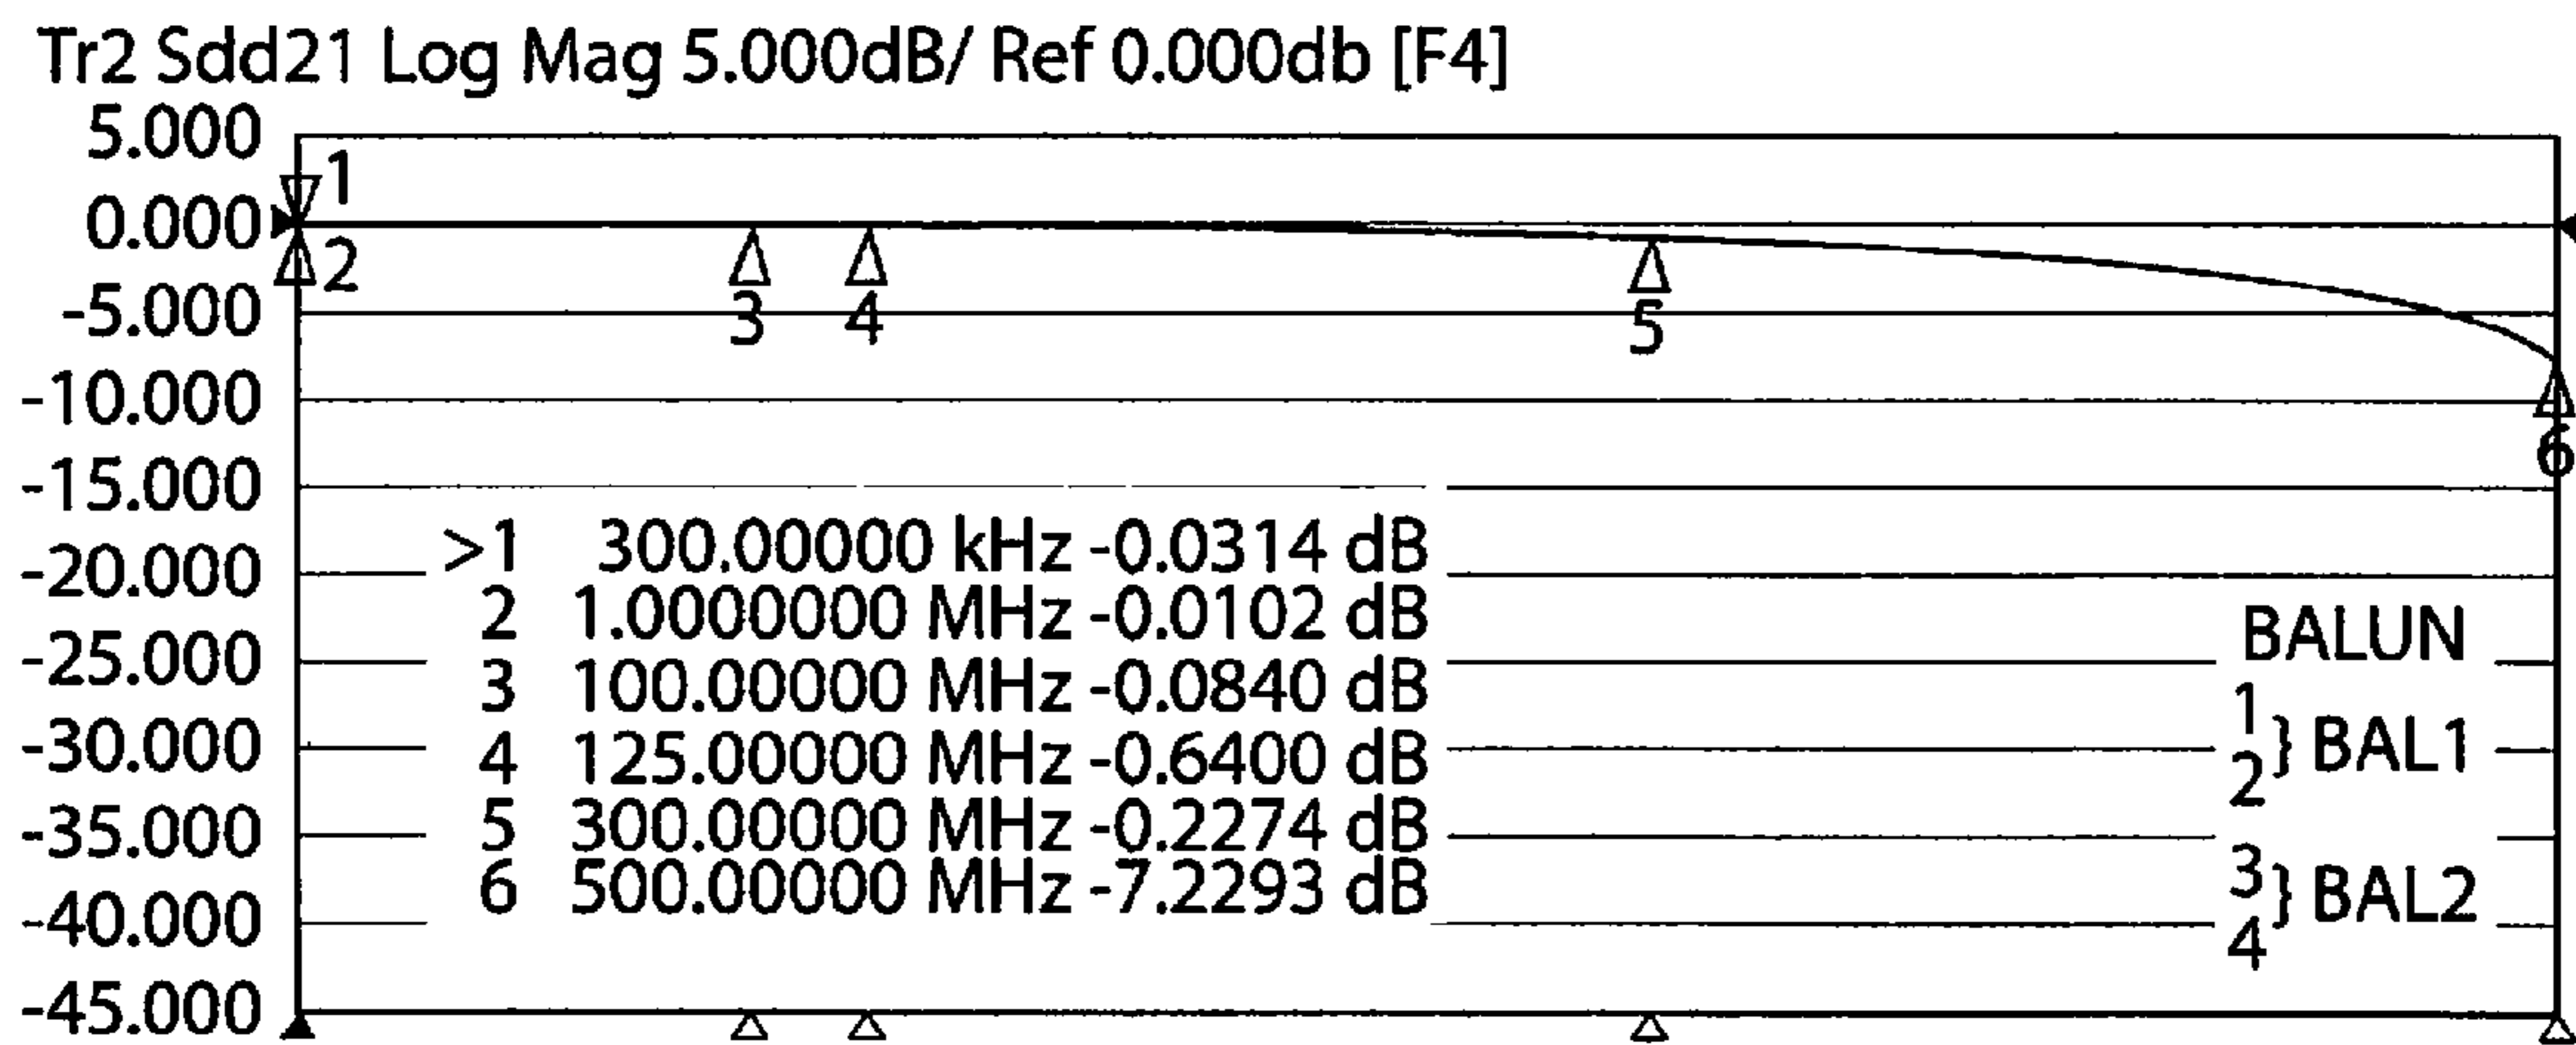 Tr2 Sdd21 Log Mag 5.000dB/ Ref 0.000db [F4]
5.000
0.000
-5.000
-10.000
-15.000
-20.000
-25.000
-30.000
-35.000
-40.000
-45.000
1
2
3
4
5
6
>1 300.00000 kHz -0.0314 dB
2 1.0000000 MHz -0.0102 dB
3 100.00000 MHz -0.0840 dB
4 125.00000 MHz -0.6400 dB
5 300.00000 MHz -0.2274 dB
6 500.00000 MHz -7.2293 dB
BALUN
1
2
} BAL1
3
4
} BAL2